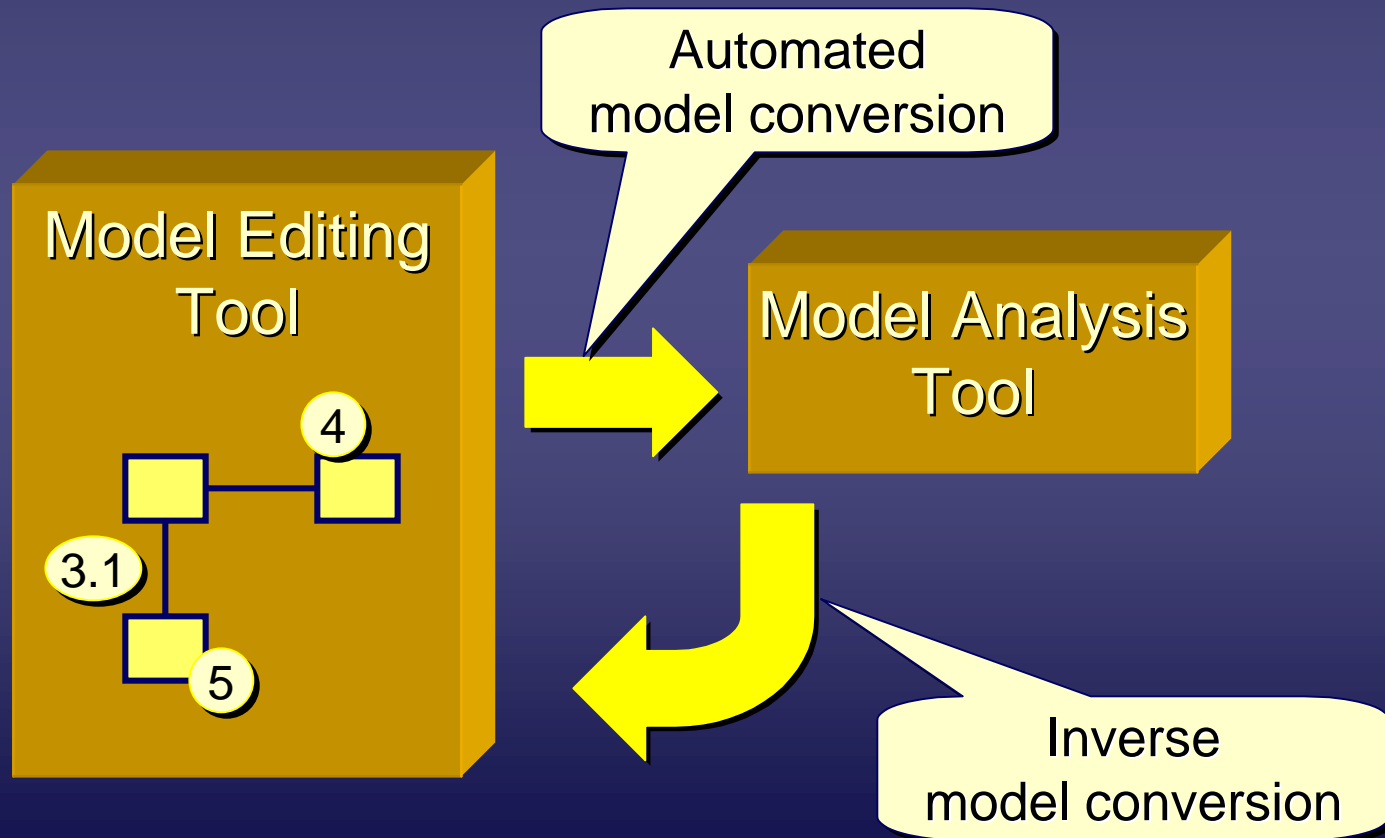 Automated
model conversion
Model Editing
Tool
Model Analysis
Tool
4
3.1
5
Inverse
model conversion